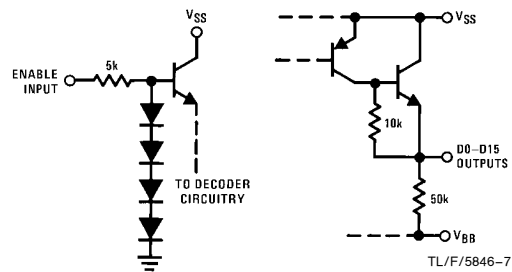 VSS
ENABLE
INPUT
5k
TO DECODER
CIRCUITRY
VSS
10k
D0–D15
OUTPUTS
50k
VBB
TL/F/5846–7